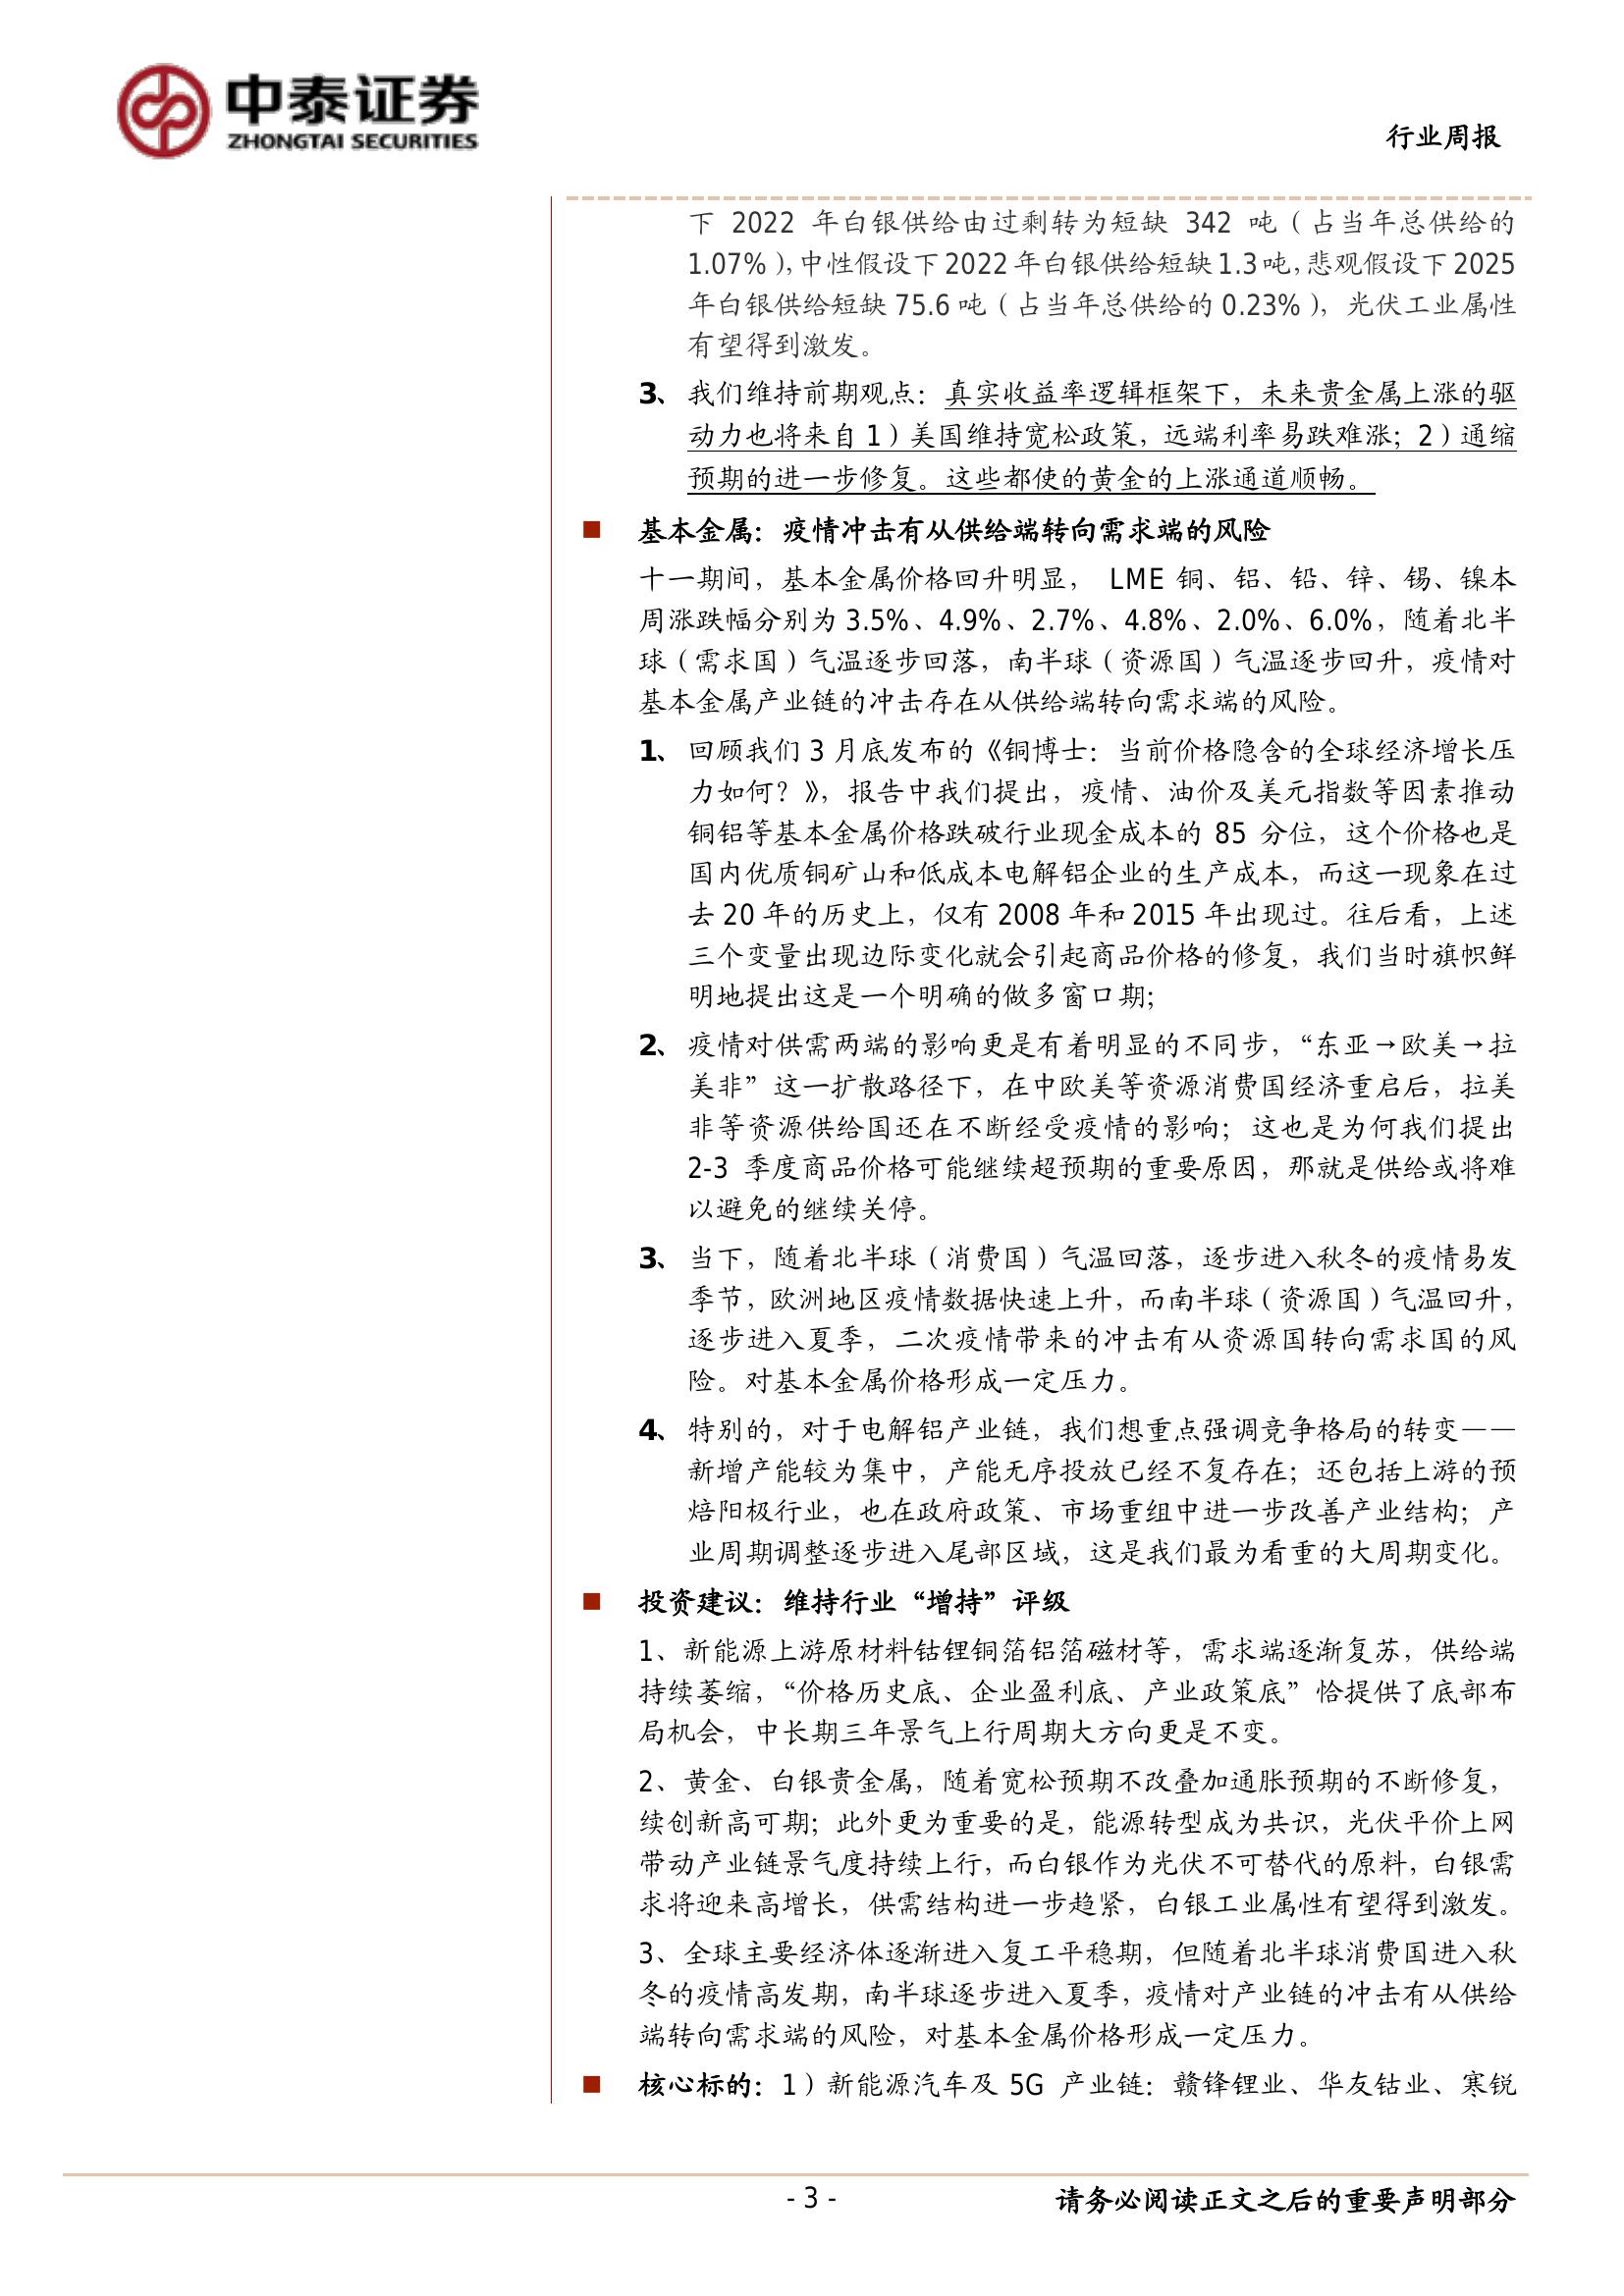 中泰证券
ZHONGTAI SECURITIES
行业周报
下 2022 年白银供给由过剩转为短缺 342 吨（占当年总供给的
1.07%），中性假设下 2022 年白银供给短缺 1.3 吨，悲观假设下 2025
年白银供给短缺 75.6 吨（占当年总供给的 0.23%），光伏工业属性
有望得到激发。
3、我们维持前期观点：真实收益率逻辑框架下，未来贵金属上涨的驱
动力也将来自 1）美国维持宽松政策，远端利率易跌难涨；2）通缩
预期的进一步修复。这些都使的黄金的上涨通道顺畅。
■ 基本金属：疫情冲击有从供给端转向需求端的风险
十一期间，基本金属价格回升明显， LME 铜、铝、铅、锌、锡、镍本
周涨跌幅分别为 3.5%、4.9%、2.7%、4.8%、2.0%、6.0%，随着北半
球（需求国）气温逐步回落，南半球（资源国）气温逐步回升，疫情对
基本金属产业链的冲击存在从供给端转向需求端的风险。
1、回顾我们 3 月底发布的《铜博士：当前价格隐含的全球经济增长压
力如何？》，报告中我们提出，疫情、油价及美元指数等因素推动
铜铝等基本金属价格跌破行业现金成本的 85 分位，这个价格也是
国内优质铜矿山和低成本电解铝企业的生产成本，而这一现象在过
去 20 年的历史上，仅有 2008 年和 2015 年出现过。往后看，上述
三个变量出现边际变化就会引起商品价格的修复，我们当时旗帜鲜
明地提出这是一个明确的做多窗口期；
2、疫情对供需两端的影响更是有着明显的不同步，“东亚→欧美→拉
美非”这一扩散路径下，在中欧美等资源消费国经济重启后，拉美
非等资源供给国还在不断经受疫情的影响；这也是为何我们提出
2-3 季度商品价格可能继续超预期的重要原因，那就是供给或将难
以避免的继续关停。
3、当下，随着北半球（消费国）气温回落，逐步进入秋冬的疫情易发
季节，欧洲地区疫情数据快速上升，而南半球（资源国）气温回升，
逐步进入夏季，二次疫情带来的冲击有从资源国转向需求国的风
险。对基本金属价格形成一定压力。
4、特别的，对于电解铝产业链，我们想重点强调竞争格局的转变——
新增产能较为集中，产能无序投放已经不复存在；还包括上游的预
焙阳极行业，也在政府政策、市场重组中进一步改善产业结构；产
业周期调整逐步进入尾部区域，这是我们最为看重的大周期变化。
■ 投资建议：维持行业“增持”评级
1、新能源上游原材料钴锂铜箔铝箔磁材等，需求端逐渐复苏，供给端
持续萎缩，“价格历史底、企业盈利底、产业政策底”恰提供了底部布
局机会，中长期三年景气上行周期大方向更是不变。
2、黄金、白银贵金属，随着宽松预期不改叠加通胀预期的不断修复，
续创新高可期；此外更为重要的是，能源转型成为共识，光伏平价上网
带动产业链景气度持续上行，而白银作为光伏不可替代的原料，白银需
求将迎来高增长，供需结构进一步趋紧，白银工业属性有望得到激发。
3、全球主要经济体逐渐进入复工平稳期，但随着北半球消费国进入秋
冬的疫情高发期，南半球逐步进入夏季，疫情对产业链的冲击有从供给
端转向需求端的风险，对基本金属价格形成一定压力。
■ 核心标的：1）新能源汽车及 5G 产业链：赣锋锂业、华友钴业、寒锐
- 3 -
请务必阅读正文之后的重要声明部分